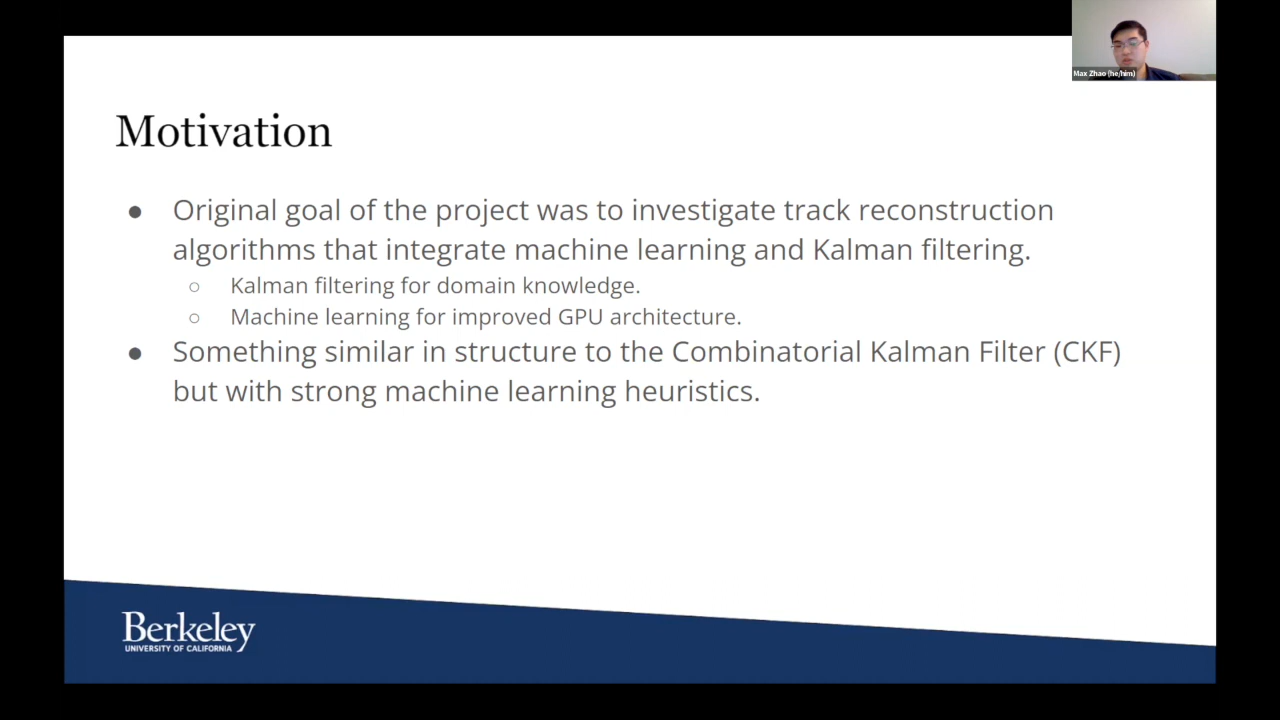 Max Zhao (he/him)
Motivation
● Original goal of the project was to investigate track reconstruction
algorithms that integrate machine learning and Kalman filtering.
○ Kalman filtering for domain knowledge.
○ Machine learning for improved GPU architecture.
● Something similar in structure to the Combinatorial Kalman Filter (CKF)
but with strong machine learning heuristics.
Berkeley
UNIVERSITY OF CALIFORNIA